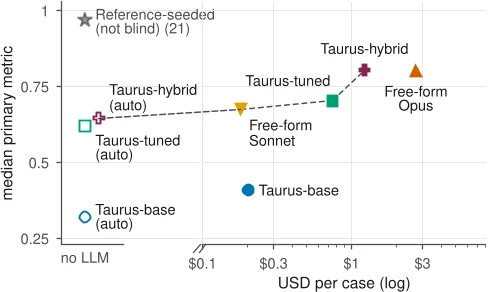 1
Reference-seeded
(not blind) (21)
Taurus-hybrid
Taurus-hybrid
(auto)
Taurus-tuned
0.75
Free-form
Opus
Free-form
Sonnet
Taurus-tuned
(auto)
0.5
Taurus-base
Taurus-base
(auto)
0.25
no LLM
$0.1
$0.3
$1
$3
USD per case (log)
median primary metric